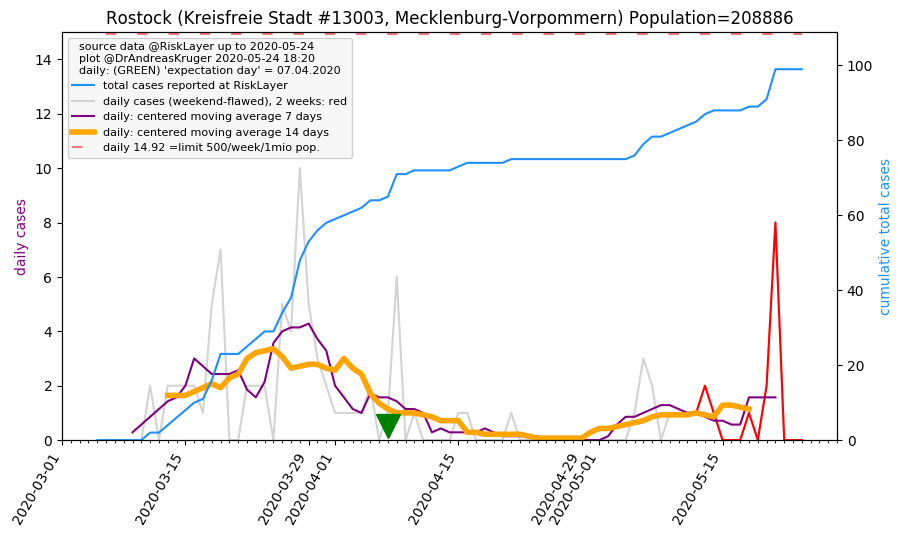 Rostock (Kreisfreie Stadt #13003, Mecklenburg-Vorpommern) Population=208886
source data @RiskLayer up to 2020-05-24
plot @DrAndreasKruger 2020-05-24 18:20
daily: (GREEN) 'expectation day' = 07.04.2020
total cases reported at RiskLayer
daily cases (weekend-flawed), 2 weeks: red
daily: centered moving average 7 days
daily: centered moving average 14 days
daily 14.92 =limit 500/week/1mio pop.
daily cases
14
12
10
8
6
4
2
0
cumulative total cases
100
80
60
40
20
0
2020-03-01
2020-03-15
2020-03-29
2020-04-01
2020-04-15
2020-04-29
2020-05-01
2020-05-15